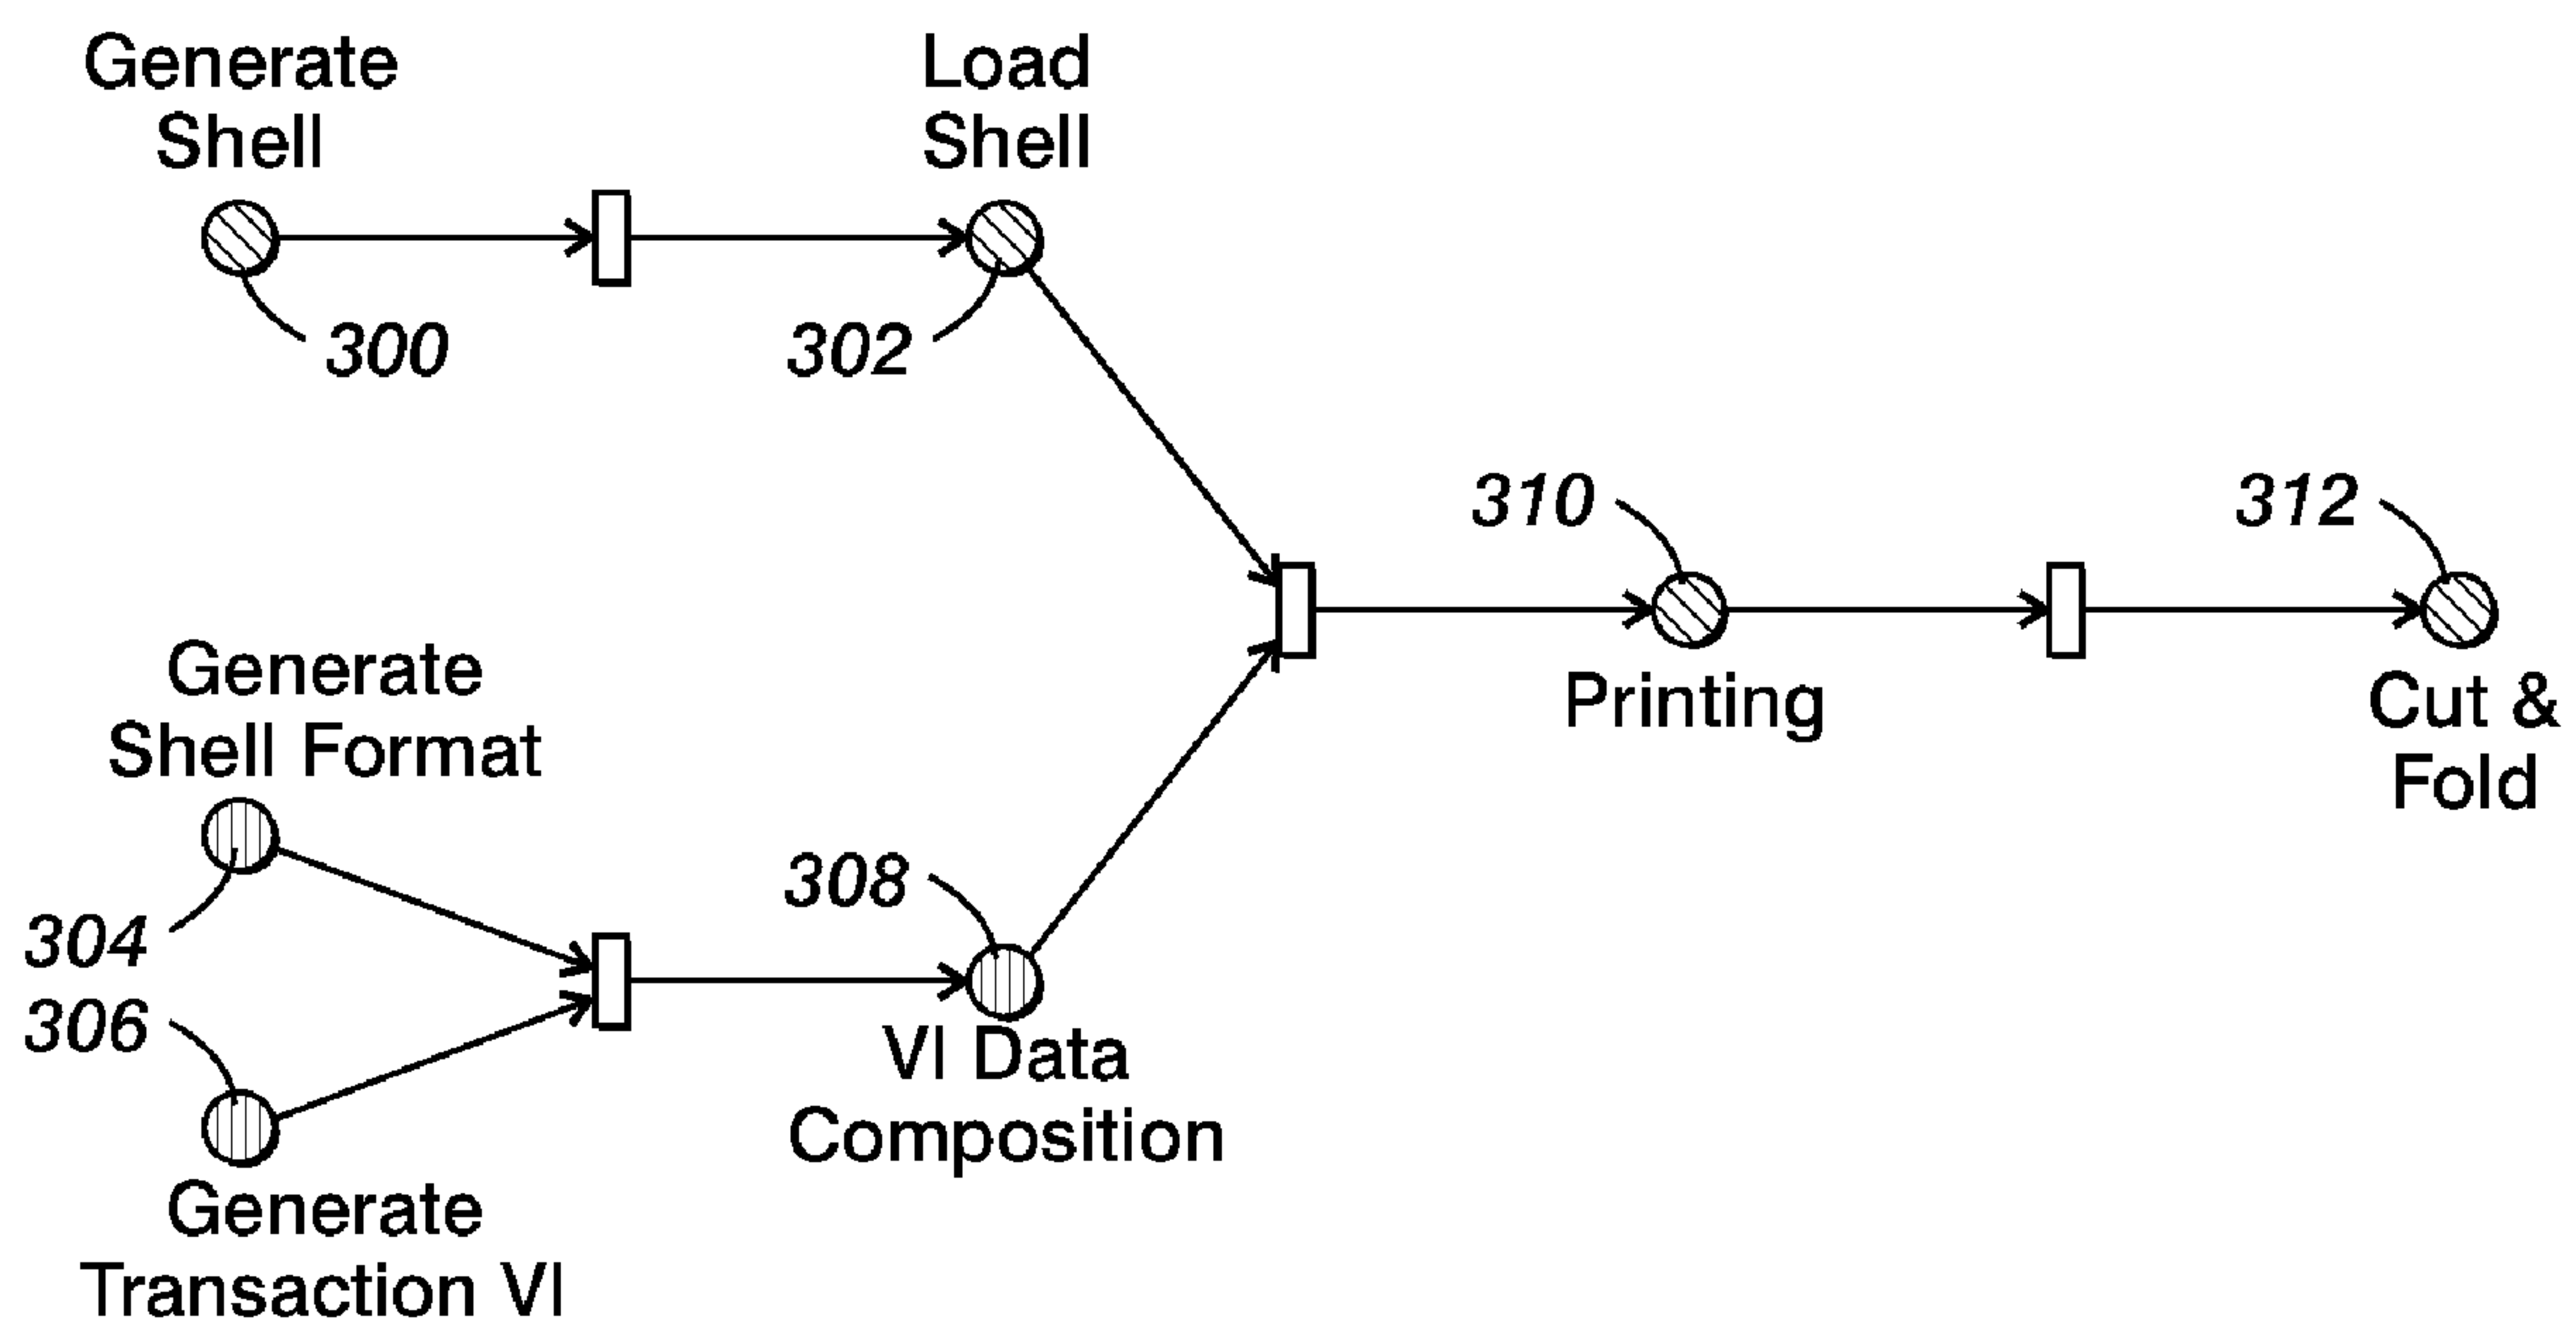 Generate
Shell
Load
Shell
300
302
310
312
Printing
Cut &
Fold
Generate
Shell Format
304
306
308
VI Data
Composition
Generate
Transaction VI